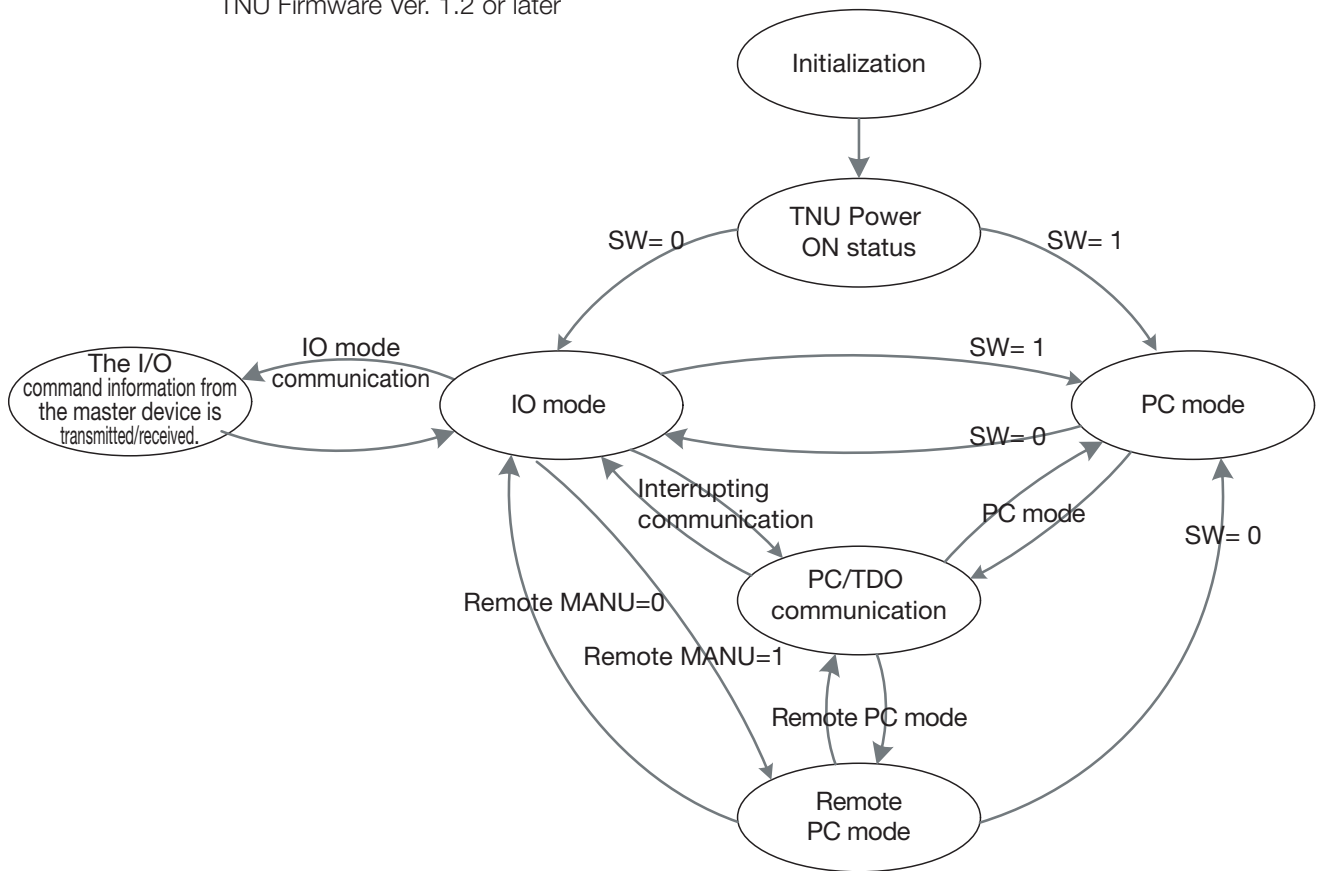 TNU Firmware Ver. 1.2 or later
Initialization
TNU Power
ON status
SW= 0
SW= 1
The I/O
command information from
the master device is
transmitted/received.
IO mode
communication
IO mode
SW= 1
SW= 0
PC mode
Interrupting
communication
PC mode
SW= 0
PC/TDO
communication
Remote MANU=0
Remote MANU=1
Remote PC mode
Remote
PC mode